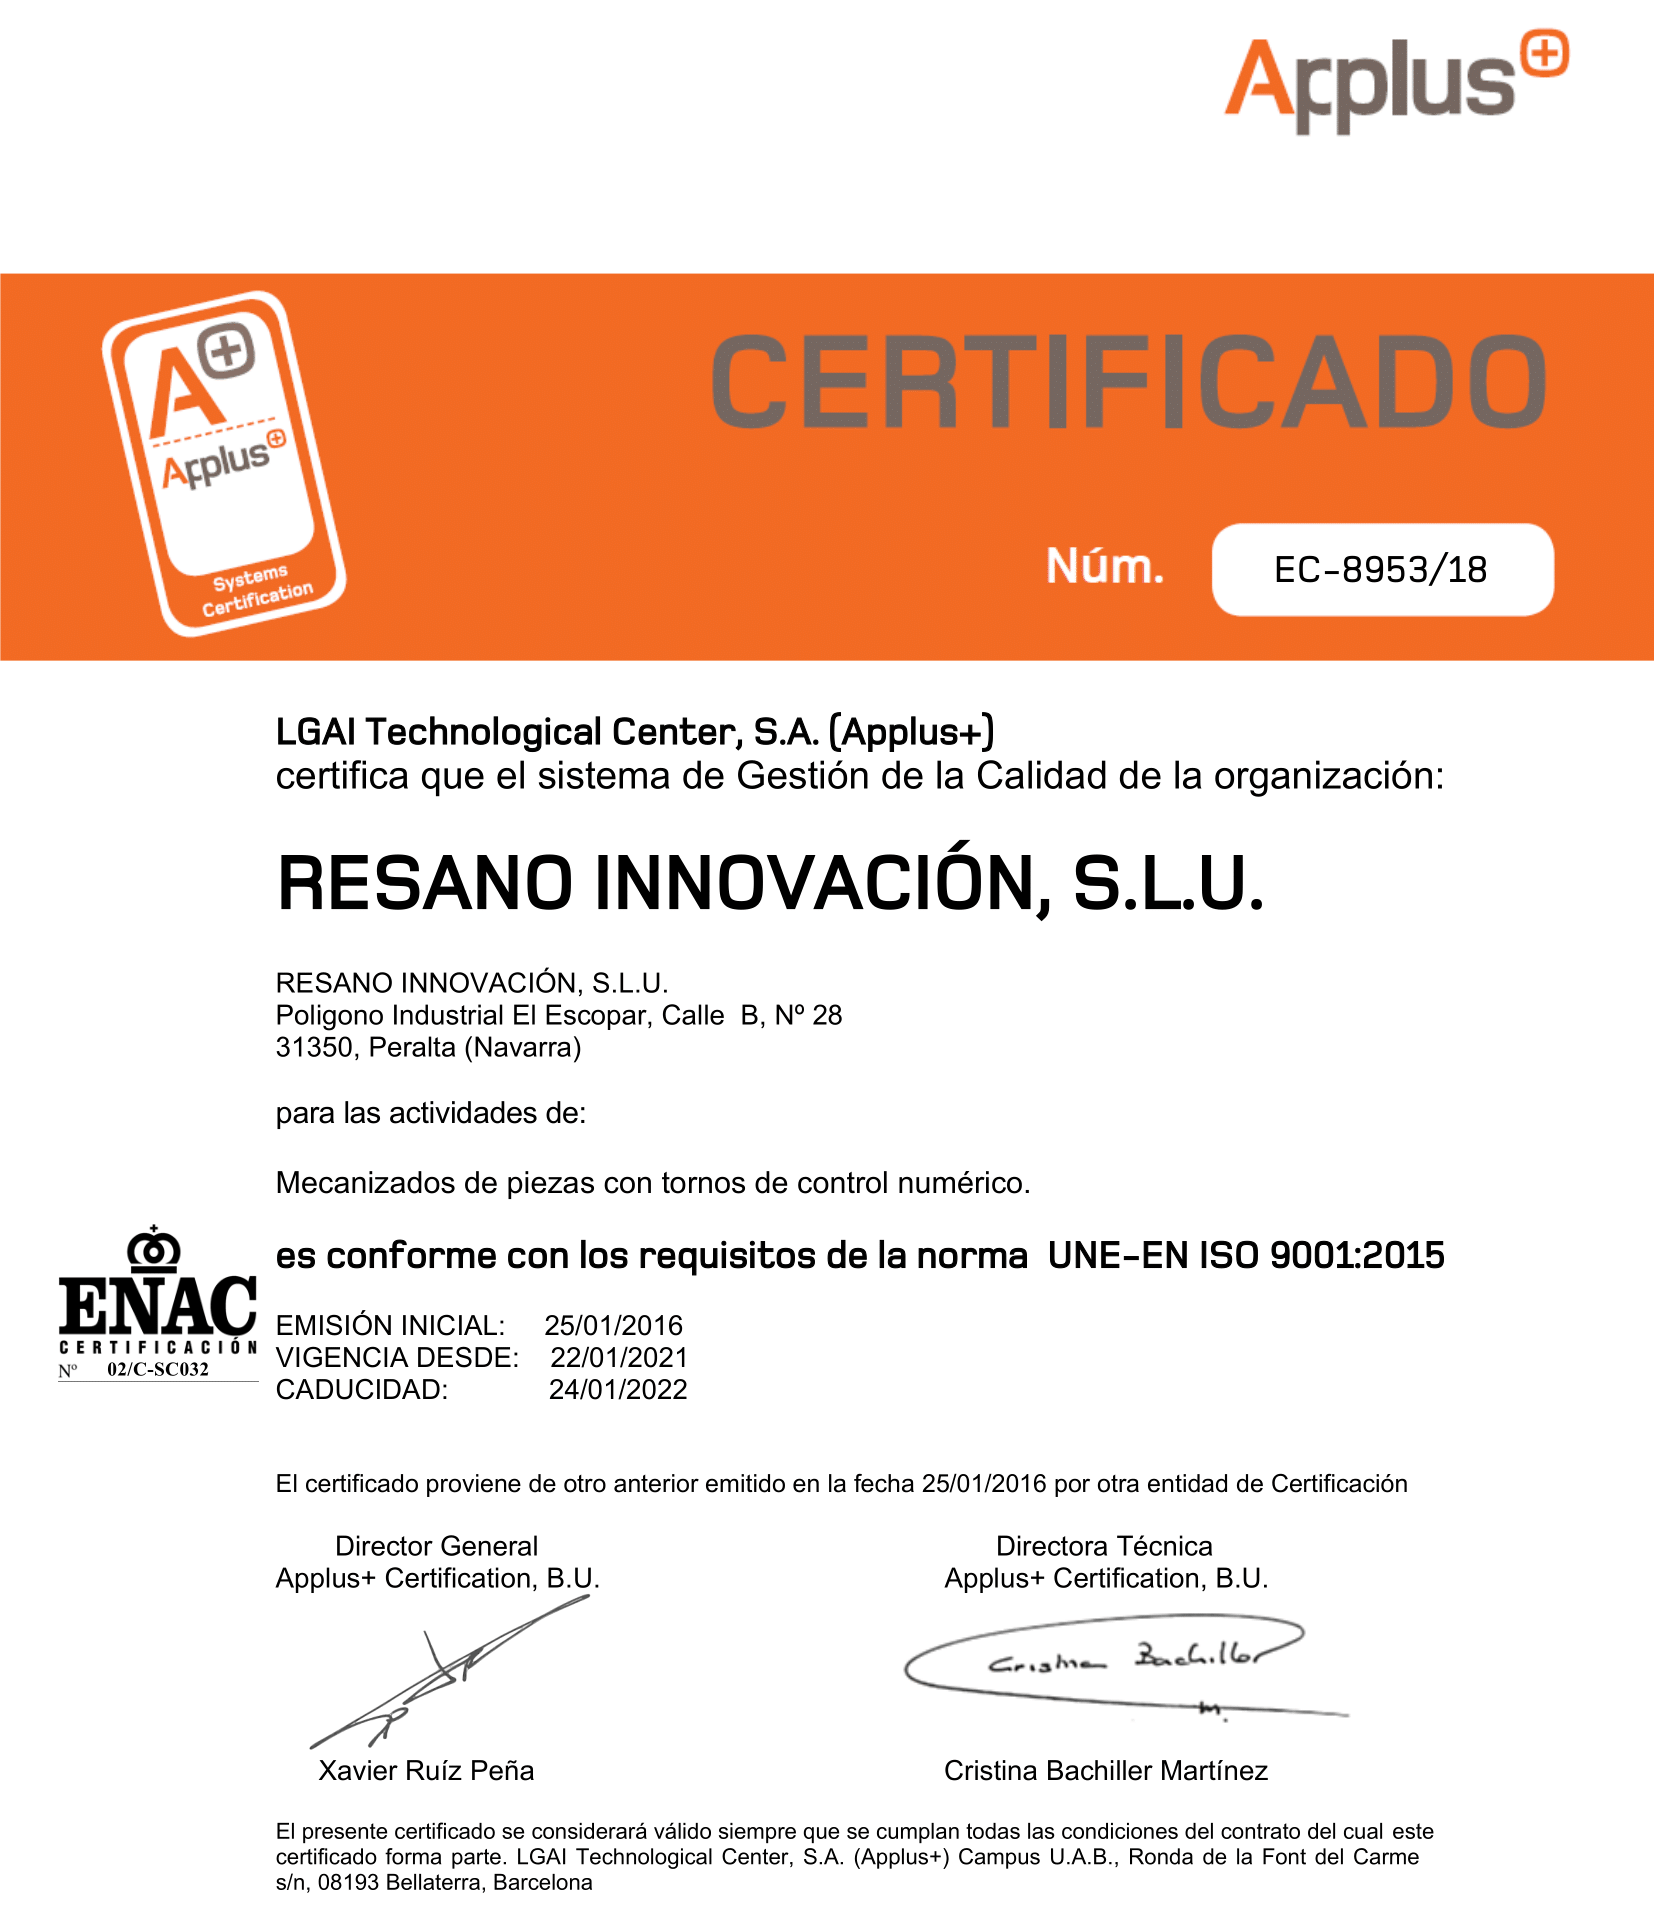 Applus+
CERTIFICADO
A+
Applus+
Systems
Certification
Núm.
EC-8953/18
LGAI Technological Center, S.A. (Applus+)
certifica que el sistema de Gestión de la Calidad de la organización:
RESANO INNOVACIÓN, S.L.U.
RESANO INNOVACIÓN, S.L.U.
Poligono Industrial El Escopar, Calle B, Nº 28
31350, Peralta (Navarra)
para las actividades de:
Mecanizados de piezas con tornos de control numérico.
es conforme con los requisitos de la norma UNE-EN ISO 9001:2015
ENAC
CERTIFICACIÓN
Nº 02/C-SC032
EMISIÓN INICIAL: 25/01/2016
VIGENCIA DESDE: 22/01/2021
CADUCIDAD: 24/01/2022
El certificado proviene de otro anterior emitido en la fecha 25/01/2016 por otra entidad de Certificación
Director General
Applus+ Certification, B.U.
Xavier Ruíz Peña
Directora Técnica
Applus+ Certification, B.U.
Cristina Bachiller
M.
Cristina Bachiller Martínez
El presente certificado se considerará válido siempre que se cumplan todas las condiciones del contrato del cual este
certificado forma parte. LGAI Technological Center, S.A. (Applus+) Campus U.A.B., Ronda de la Font del Carme
s/n, 08193 Bellaterra, Barcelona